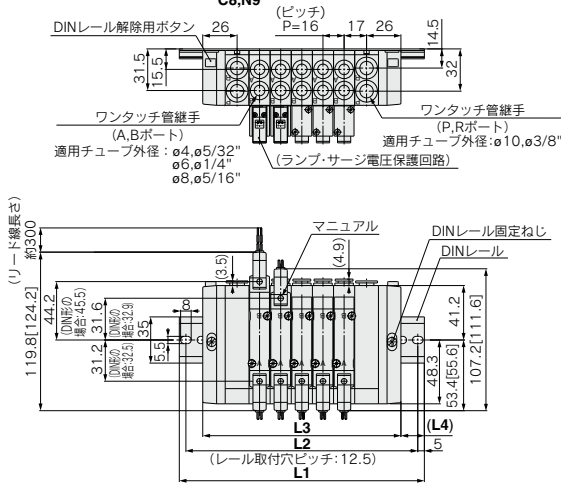 C8,N9
(ピッチ)
DINレール解除用ボタン
26
P=16
17
26
14.5
31.5
15.5
32
ワンタッチ管継手
(A,Bポート)
適用チューブ外径：ø4,ø5/32"
ø6,ø1/4"
ø8,ø5/16"
(ランプ・サージ電圧保護回路)
ワンタッチ管継手
(P,Rポート)
適用チューブ外径:ø10,ø3/8"
(リード線長さ)
約300
マニュアル
(3.5)
(4.9)
DINレール固定ねじ
DINレール
119.8[124.2]
44.2
(DIN形の
場合:45.5)
31.6
(DIN形の
場合:32.9)
8
35
5.5
31.2
(DIN形の
場合:32.5)
A
41.2
48.3
53.4[55.6]
107.2[111.6]
L3
(L4)
L2
5
(レール取付穴ピッチ：12.5)
L1